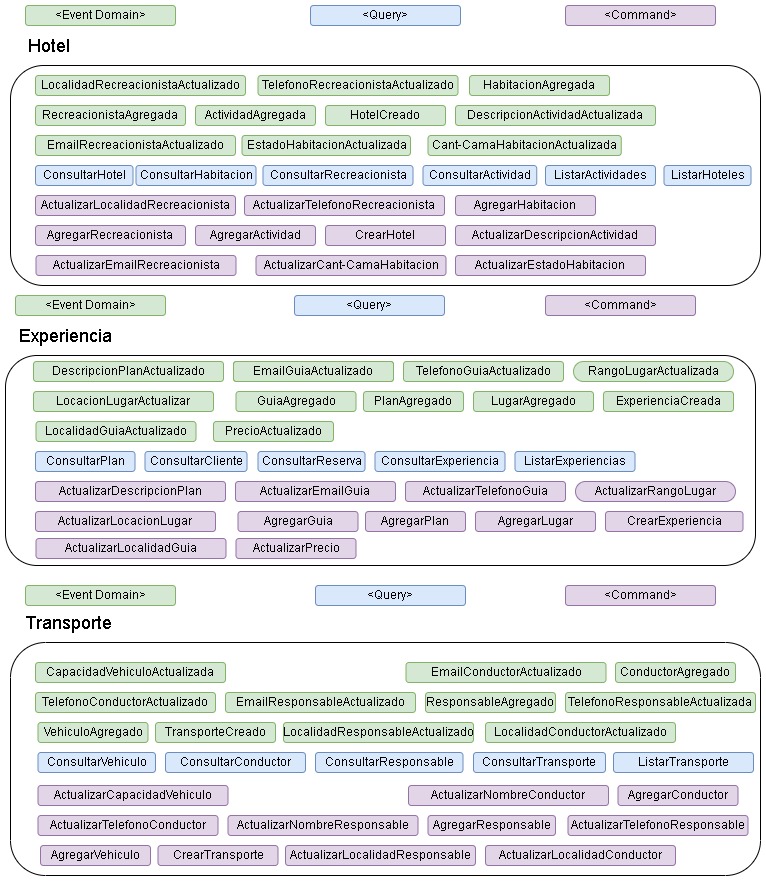 <Event Domain> <Query> <Command>
Hotel
LocalidadRecreacionistaActualizado TelefonoRecreacionistaActualizado HabitacionAgregada
RecreacionistaAgregada ActividadAgregada HotelCreado DescripcionActividadActualizada
EmailRecreacionistaActualizado EstadoHabitacionActualizada Cant-CamaHabitacionActualizada
ConsultarHotel ConsultarHabitacion ConsultarRecreacionista ConsultarActividad ListarActividades ListarHoteles
ActualizarLocalidadRecreacionista ActualizarTelefonoRecreacionista AgregarHabitacion
AgregarRecreacionista AgregarActividad CrearHotel ActualizarDescripcionActividad
ActualizarEmailRecreacionista ActualizarCant-CamaHabitacion ActualizarEstadoHabitacion
<Event Domain> <Query> <Command>
Experiencia
DescripcionPlanActualizado EmailGuiaActualizado TelefonoGuiaActualizado RangoLugarActualizada
LocacionLugarActualizar GuiaAgregado PlanAgregado LugarAgregado ExperienciaCreada
LocalidadGuiaActualizado PrecioActualizado
ConsultarPlan ConsultarCliente ConsultarReserva ConsultarExperiencia ListarExperiencias
ActualizarDescripcionPlan ActualizarEmailGuia ActualizarTelefonoGuia ActualizarRangoLugar
ActualizarLocacionLugar AgregarGuia AgregarPlan AgregarLugar CrearExperiencia
ActualizarLocalidadGuia ActualizarPrecio
<Event Domain> <Query> <Command>
Transporte
CapacidadVehiculoActualizada EmailConductorActualizado ConductorAgregado
TelefonoConductorActualizado EmailResponsableActualizado ResponsableAgregado TelefonoResponsableActualizada
VehiculoAgregado TransporteCreado LocalidadResponsableActualizado LocalidadConductorActualizado
ConsultarVehiculo ConsultarConductor ConsultarResponsable ConsultarTransporte ListarTransporte
ActualizarCapacidadVehiculo ActualizarNombreConductor AgregarConductor
ActualizarTelefonoConductor ActualizarNombreResponsable AgregarResponsable ActualizarTelefonoResponsable
AgregarVehiculo CrearTransporte ActualizarLocalidadResponsable ActualizarLocalidadConductor